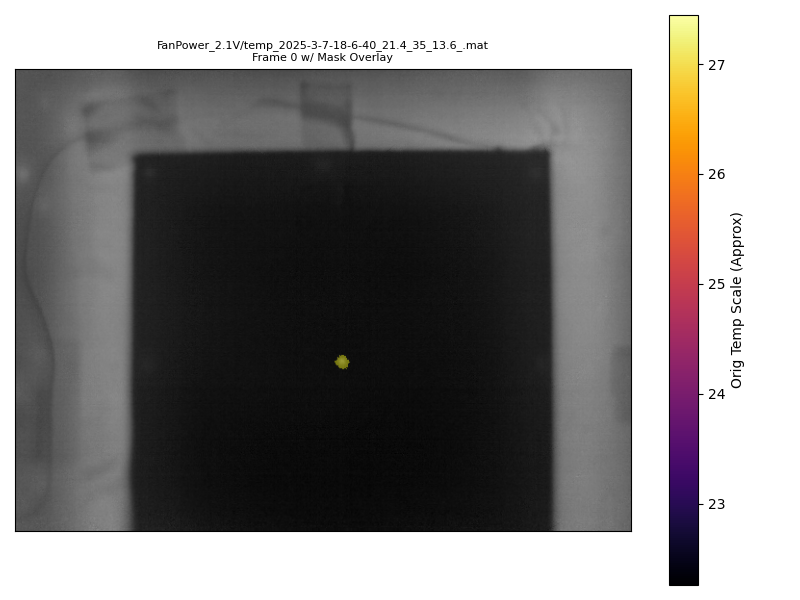 FanPower_2.1V/temp_2025-3-7-18-6-40_21.4_35_13.6_.mat
Frame 0 w/ Mask Overlay
27
26
25
24
23
Orig Temp Scale (Approx)